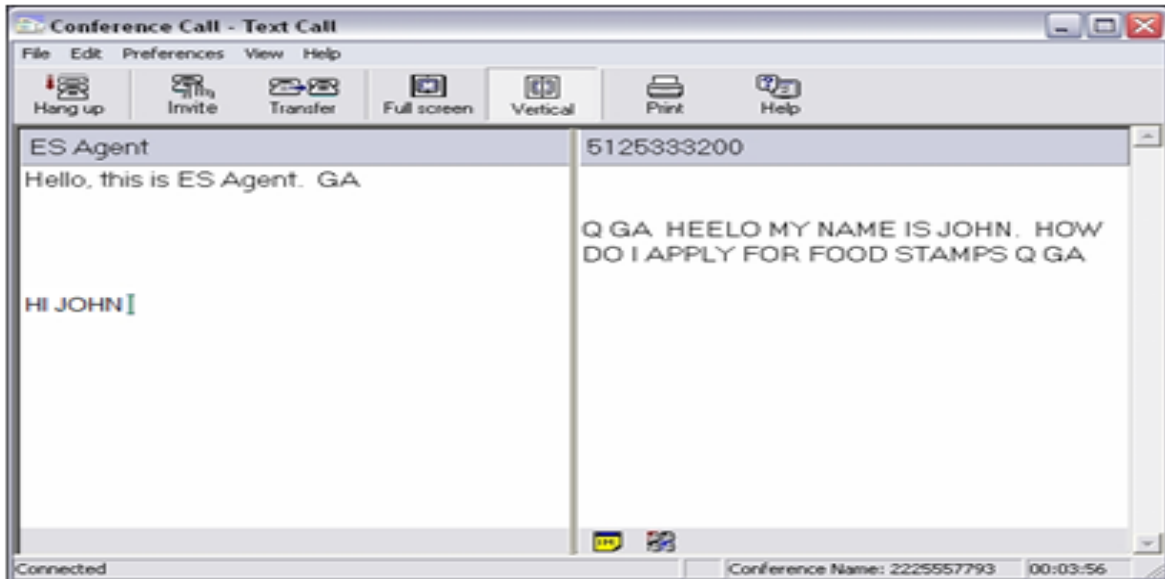 Conference Call - Text Call
File Edit Preferences View Help
Hang up Invite Transfer Full screen Vertical Print Help
ES Agent
5125333200
Hello, this is ES Agent. GA
Q GA HEELO MY NAME IS JOHN. HOW
DO I APPLY FOR FOOD STAMPS Q GA
HI JOHN
Connected
Conference Name: 2225557793
00:03:56